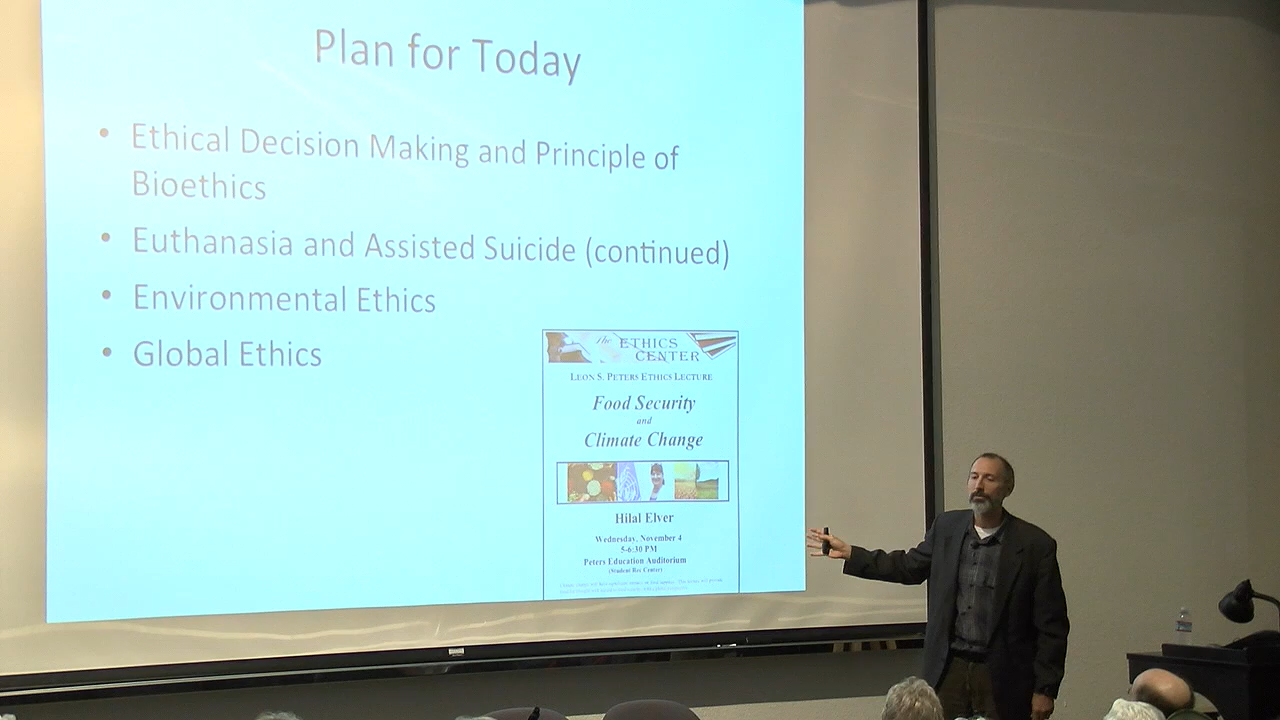 Plan for Today
• Ethical Decision Making and Principle of
Bioethics
• Euthanasia and Assisted Suicide (continued)
• Environmental Ethics
• Global Ethics
The ETHICS
CENTER
LEON S. PETERS ETHICS LECTURE
Food Security
and
Climate Change
Hilal Elver
Wednesday, November 4
5-6:30 PM
Peters Education Auditorium
(Student Rec Center)